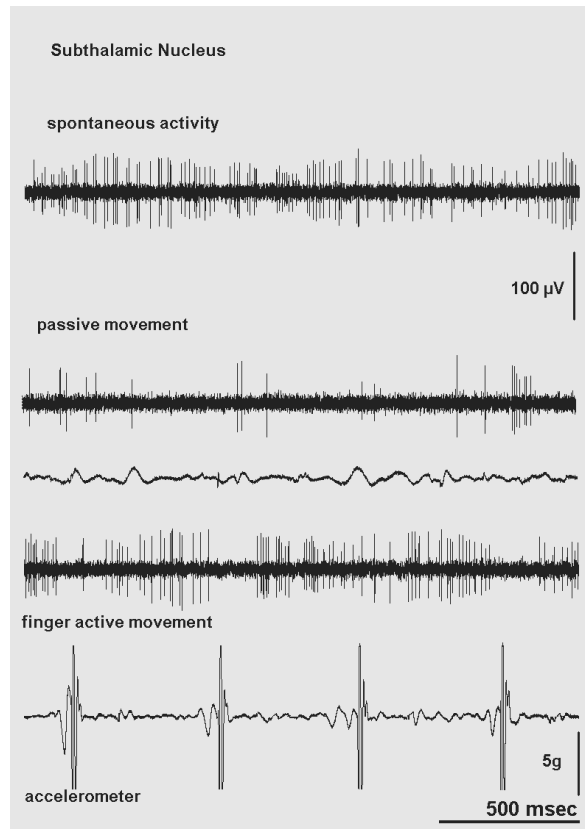 Subthalamic Nucleus
spontaneous activity
100 µV
passive movement
finger active movement
5g
accelerometer
500 msec